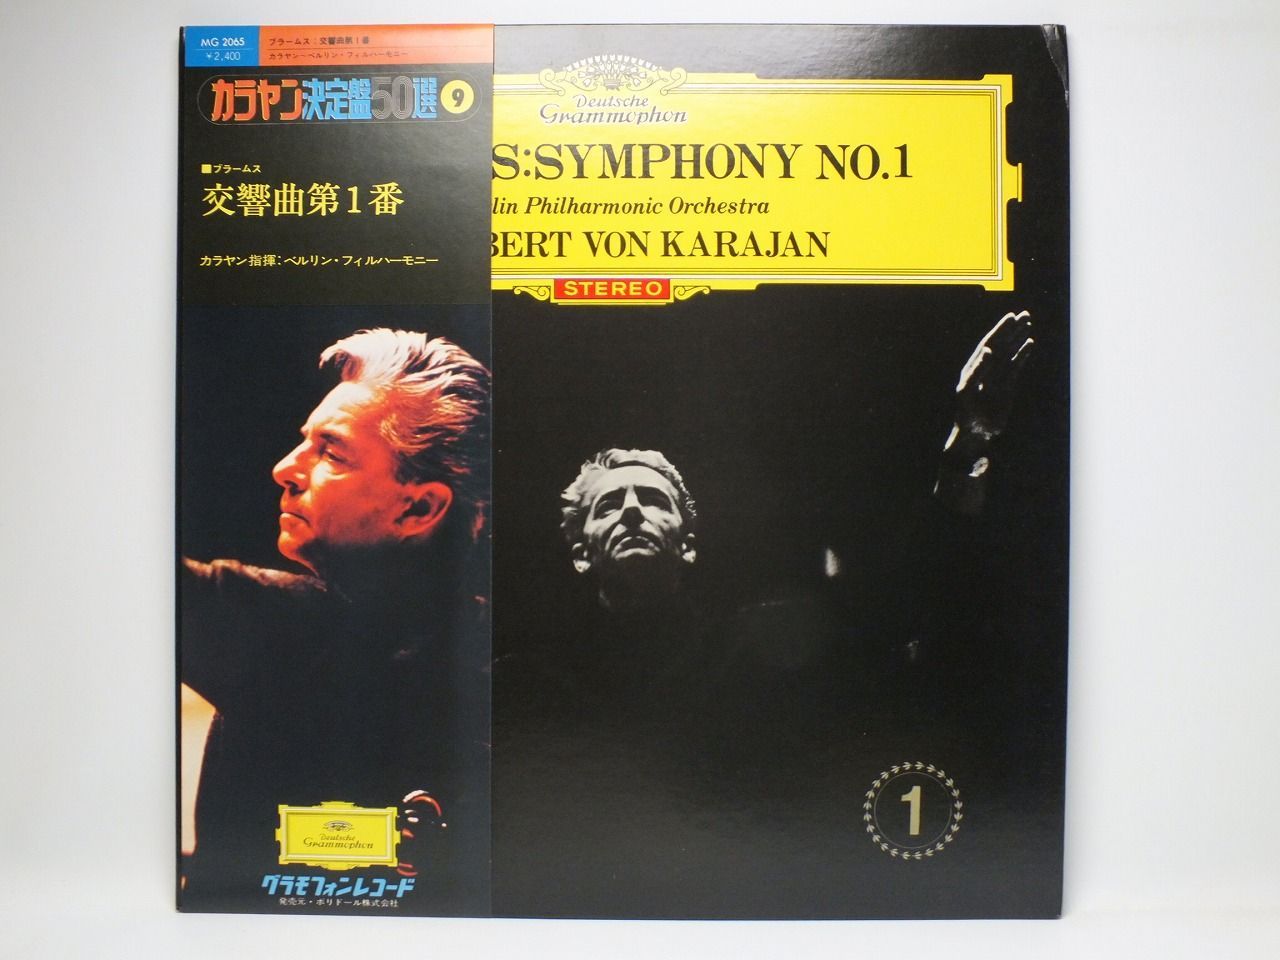 MG 2065
¥2,400
ブラームス：交響曲第1番
カラヤン−ベルリン・フィルハーモニー
カラヤン決定盤50選 9
■ブラームス
交響曲第1番
カラヤン指揮：ベルリン・フィルハーモニー
Deutsche
Grammophon
グラモフォンレコード
発売元・ポリドール株式会社
Deutsche
Grammophon
S:SYMPHONY NO.1
lin Philharmonic Orchestra
BERT VON KARAJAN
STEREO
1